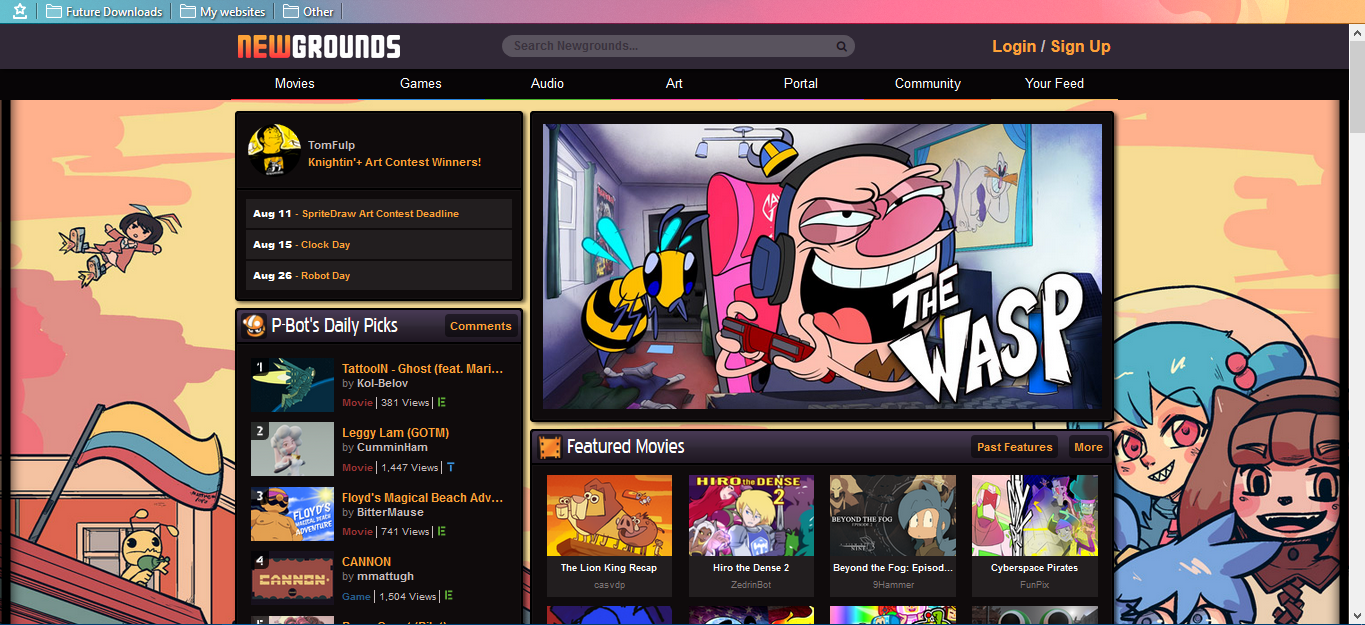 Future Downloads
My websites
Other
NEWGROUNDS
Search Newgrounds...
Login / Sign Up
Movies
Games
Audio
Art
Portal
Community
Your Feed
TomFulp
Knightin'+ Art Contest Winners!
Aug 11 - SpriteDraw Art Contest Deadline
Aug 15 - Clock Day
Aug 26 - Robot Day
THE
WASP
P-Bot's Daily Picks
Comments
1
TattooIN - Ghost (feat. Mari...
by Kol-Belov
Movie | 381 Views | E
2
Leggy Lam (GOTM)
by CumminHam
Movie | 1,447 Views | T
3
FLOYD'S
MAGICAL BEACH
ADVENTURE
Floyd's Magical Beach Adv...
by BitterMause
Movie | 741 Views | E
4
CANNON
CANNON
by mmattugh
Game | 1,504 Views | E
Featured Movies
Past Features
More
The Lion King Recap
casvdp
HIRO the DENSE
2
Hiro the Dense 2
ZedrinBot
BEYOND THE FOG
Beyond the Fog: Episod...
9Hammer
Cyberspace Pirates
FunPix